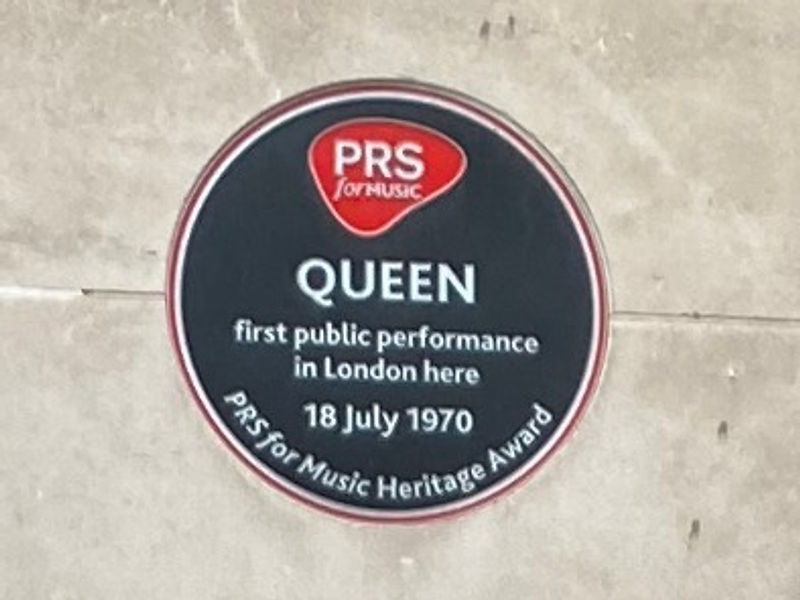 PRS
for MUSIC
QUEEN
first public performance
in London here
18 July 1970
PRS for Music Heritage Award